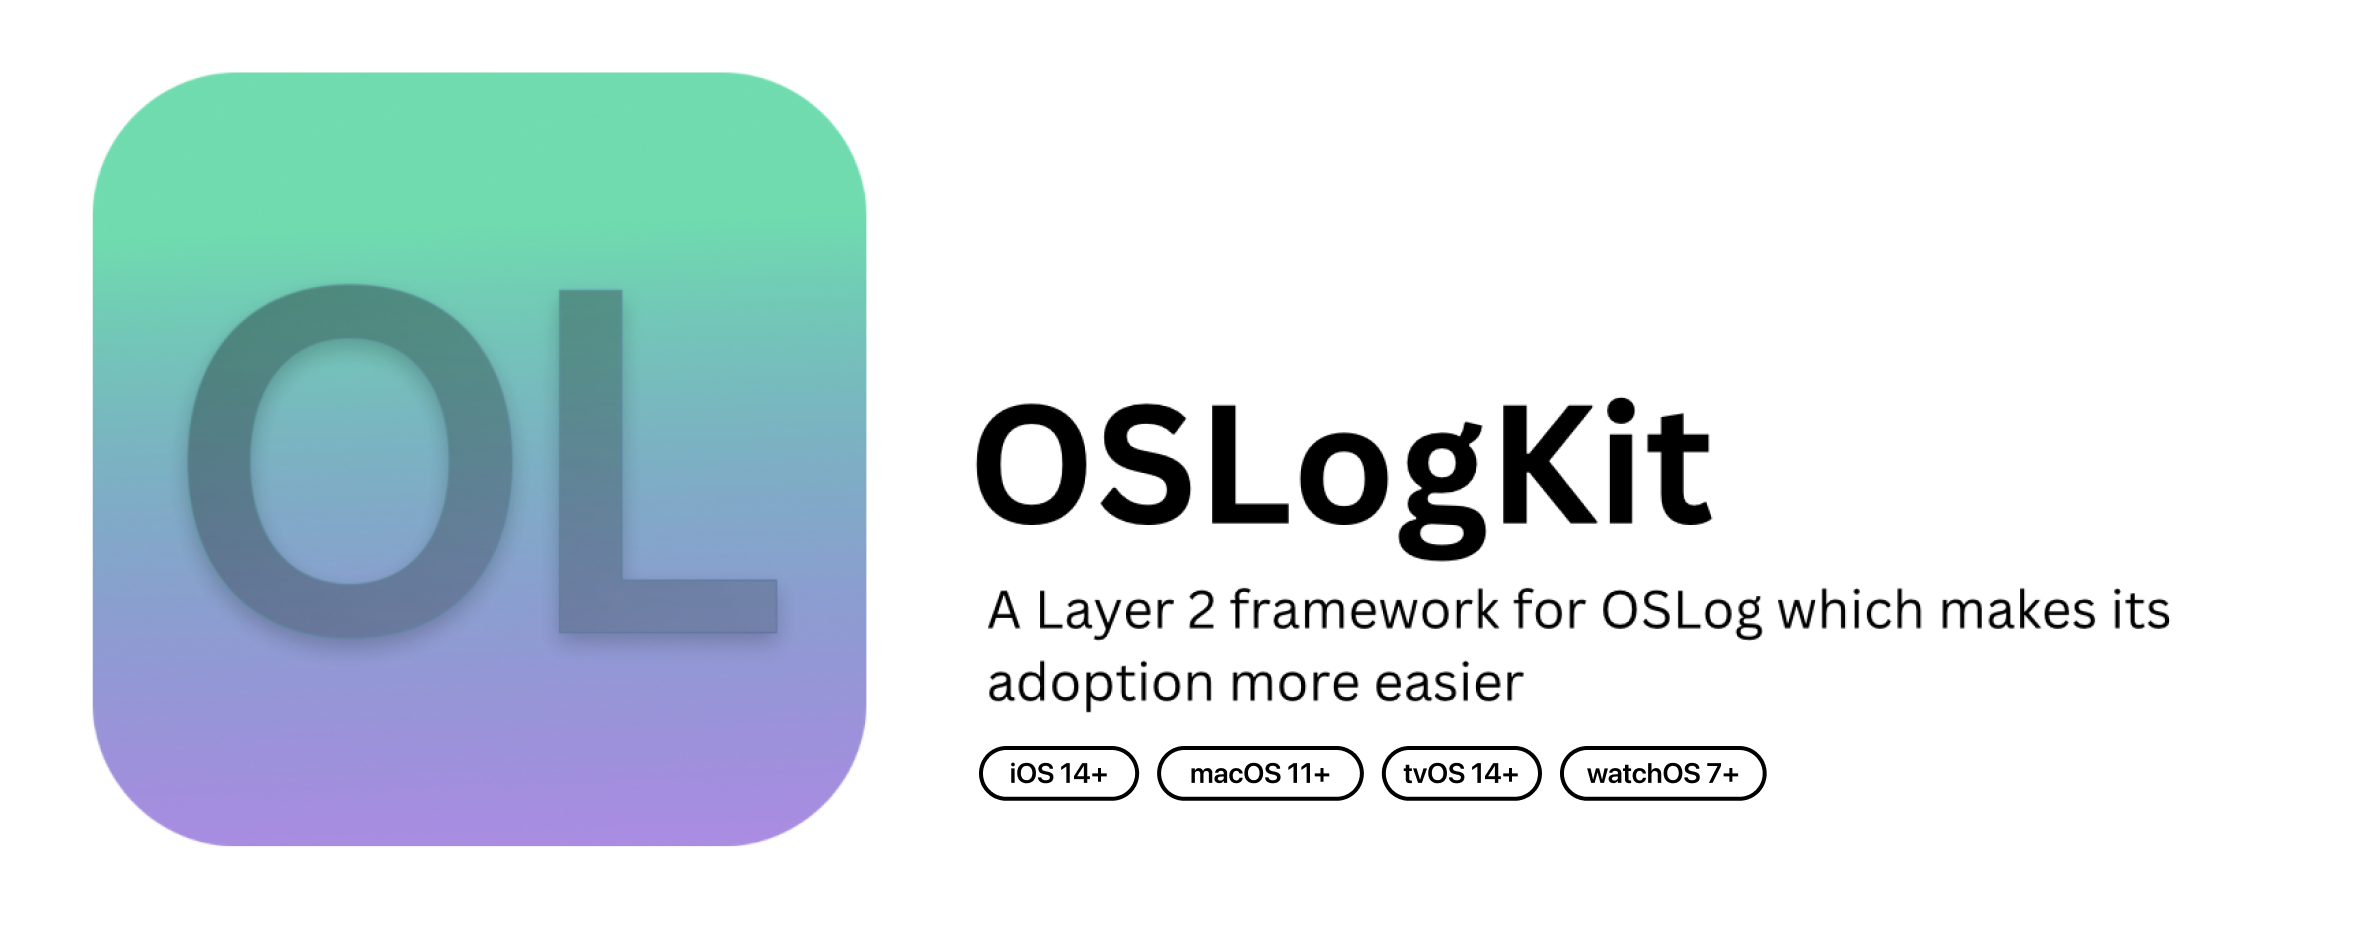 OL
OSLogKit
A Layer 2 framework for OSLog which makes its
adoption more easier
iOS 14+ macOS 11+ tvOS 14+ watchOS 7+